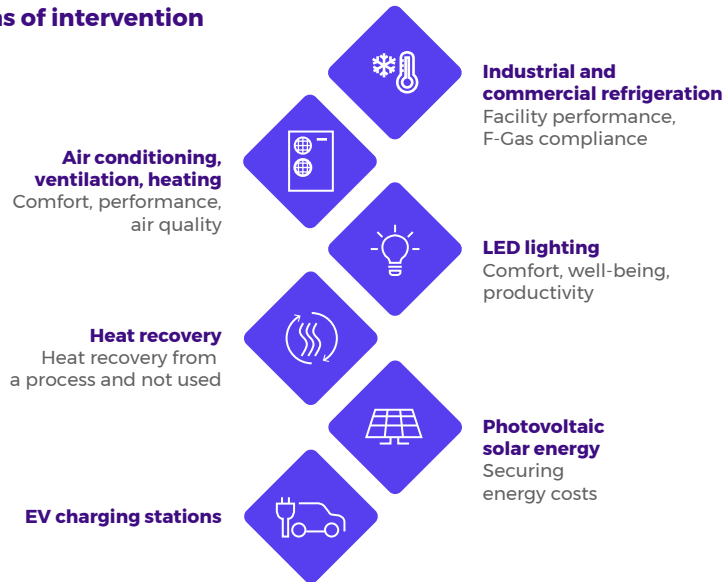 of intervention
Industrial and
commercial refrigeration
Facility performance,
F-Gas compliance
Air conditioning,
ventilation, heating
Comfort, performance,
air quality
LED lighting
Comfort, well-being,
productivity
Heat recovery
Heat recovery from
a process and not used
Photovoltaic
solar energy
Securing
energy costs
EV charging stations